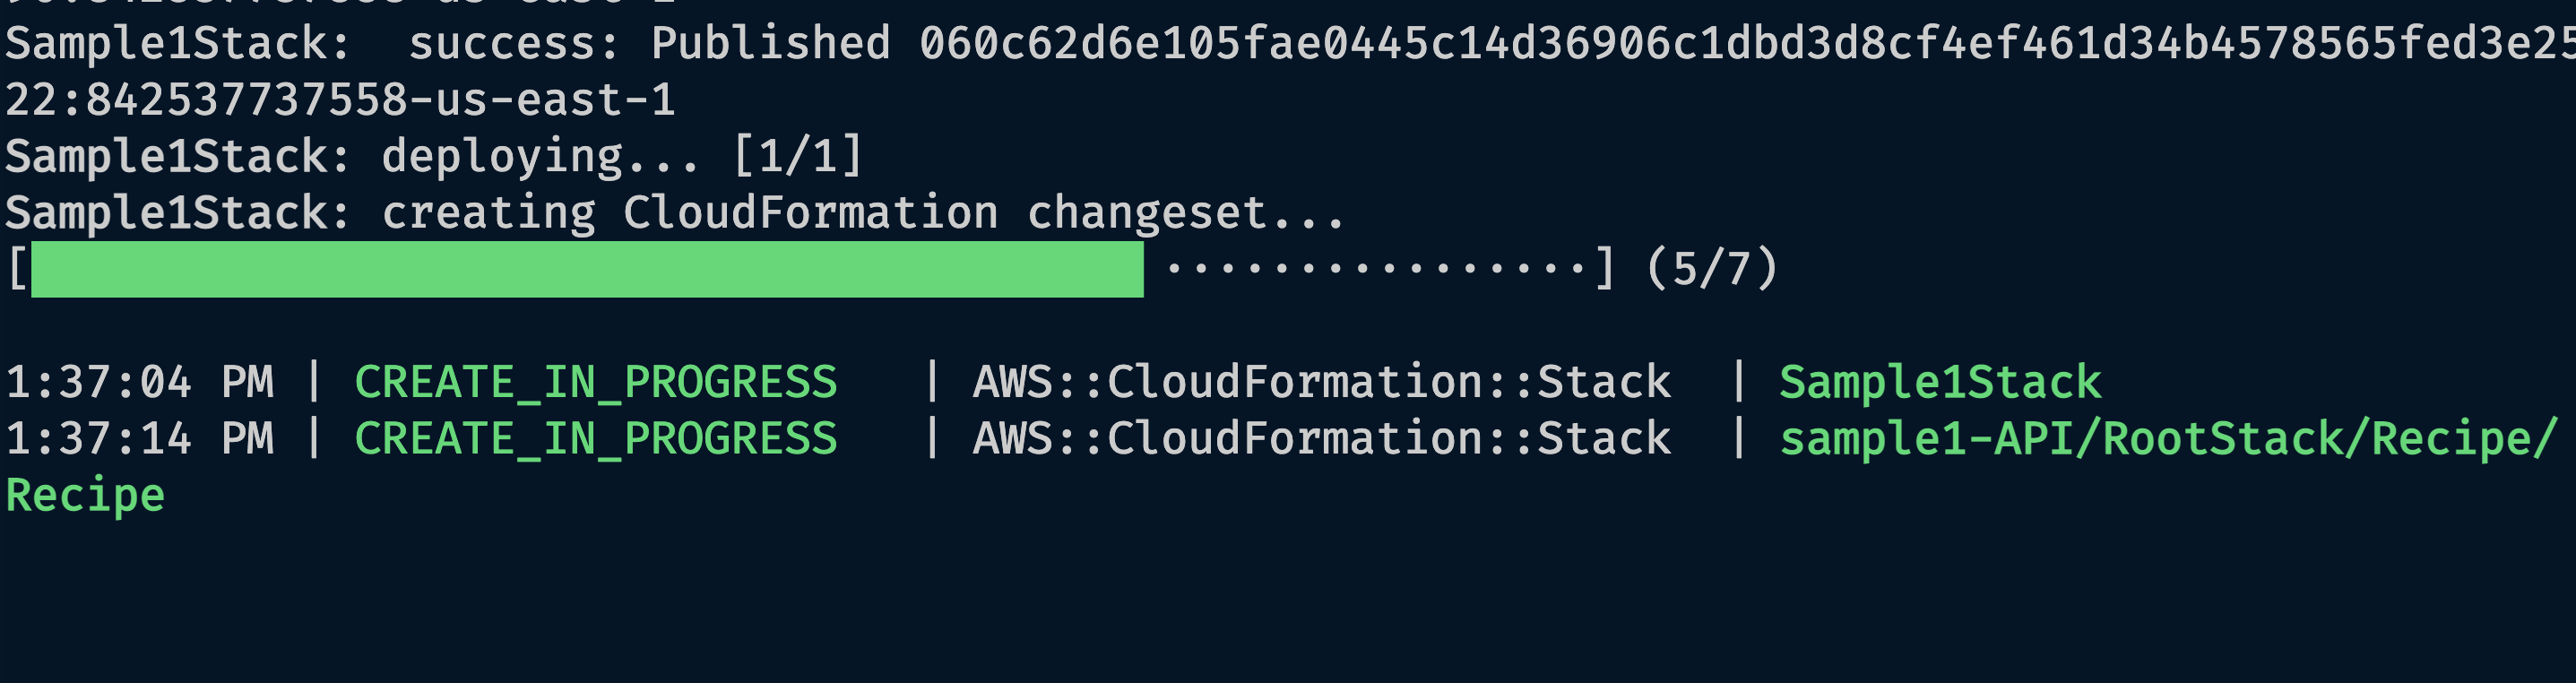 Sample1Stack:  success: Published 060c62d6e105fae0445c14d36906c1dbd3d8cf4ef461d34b4578565fed3e25
22:842537737558-us-east-1
Sample1Stack: deploying... [1/1]
Sample1Stack: creating CloudFormation changeset...
[ ················] (5/7)
1:37:04 PM | CREATE_IN_PROGRESS   | AWS::CloudFormation::Stack  | Sample1Stack
1:37:14 PM | CREATE_IN_PROGRESS   | AWS::CloudFormation::Stack  | sample1-API/RootStack/Recipe/
Recipe